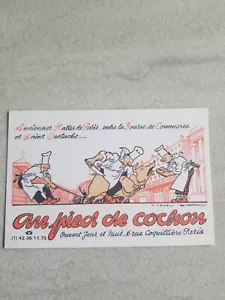 Anciennes Halles de Paris, entre la Bourse de Commerce
et Saint Eustache....
au pied de cochon
(1) 42.36.11.75
Ouvert Jour et Nuit. 6 rue Coquillière. Paris